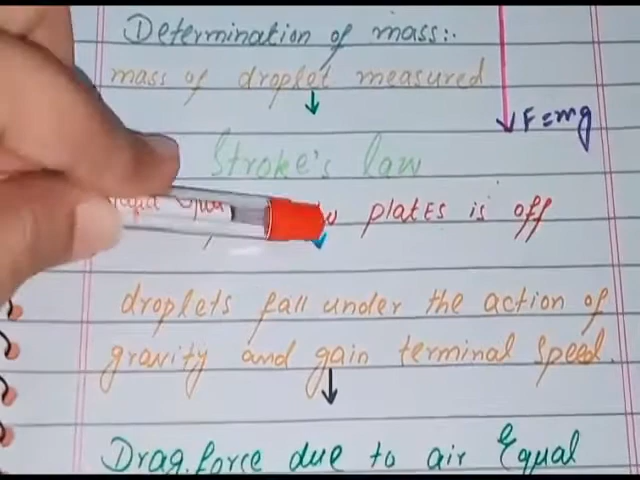 Determination of mass:.
mass of droplet measured
F=mg
Stroke's law
plates is off
droplets fall under the action of
gravity and gain terminal speed.
Drag force due to air Equal